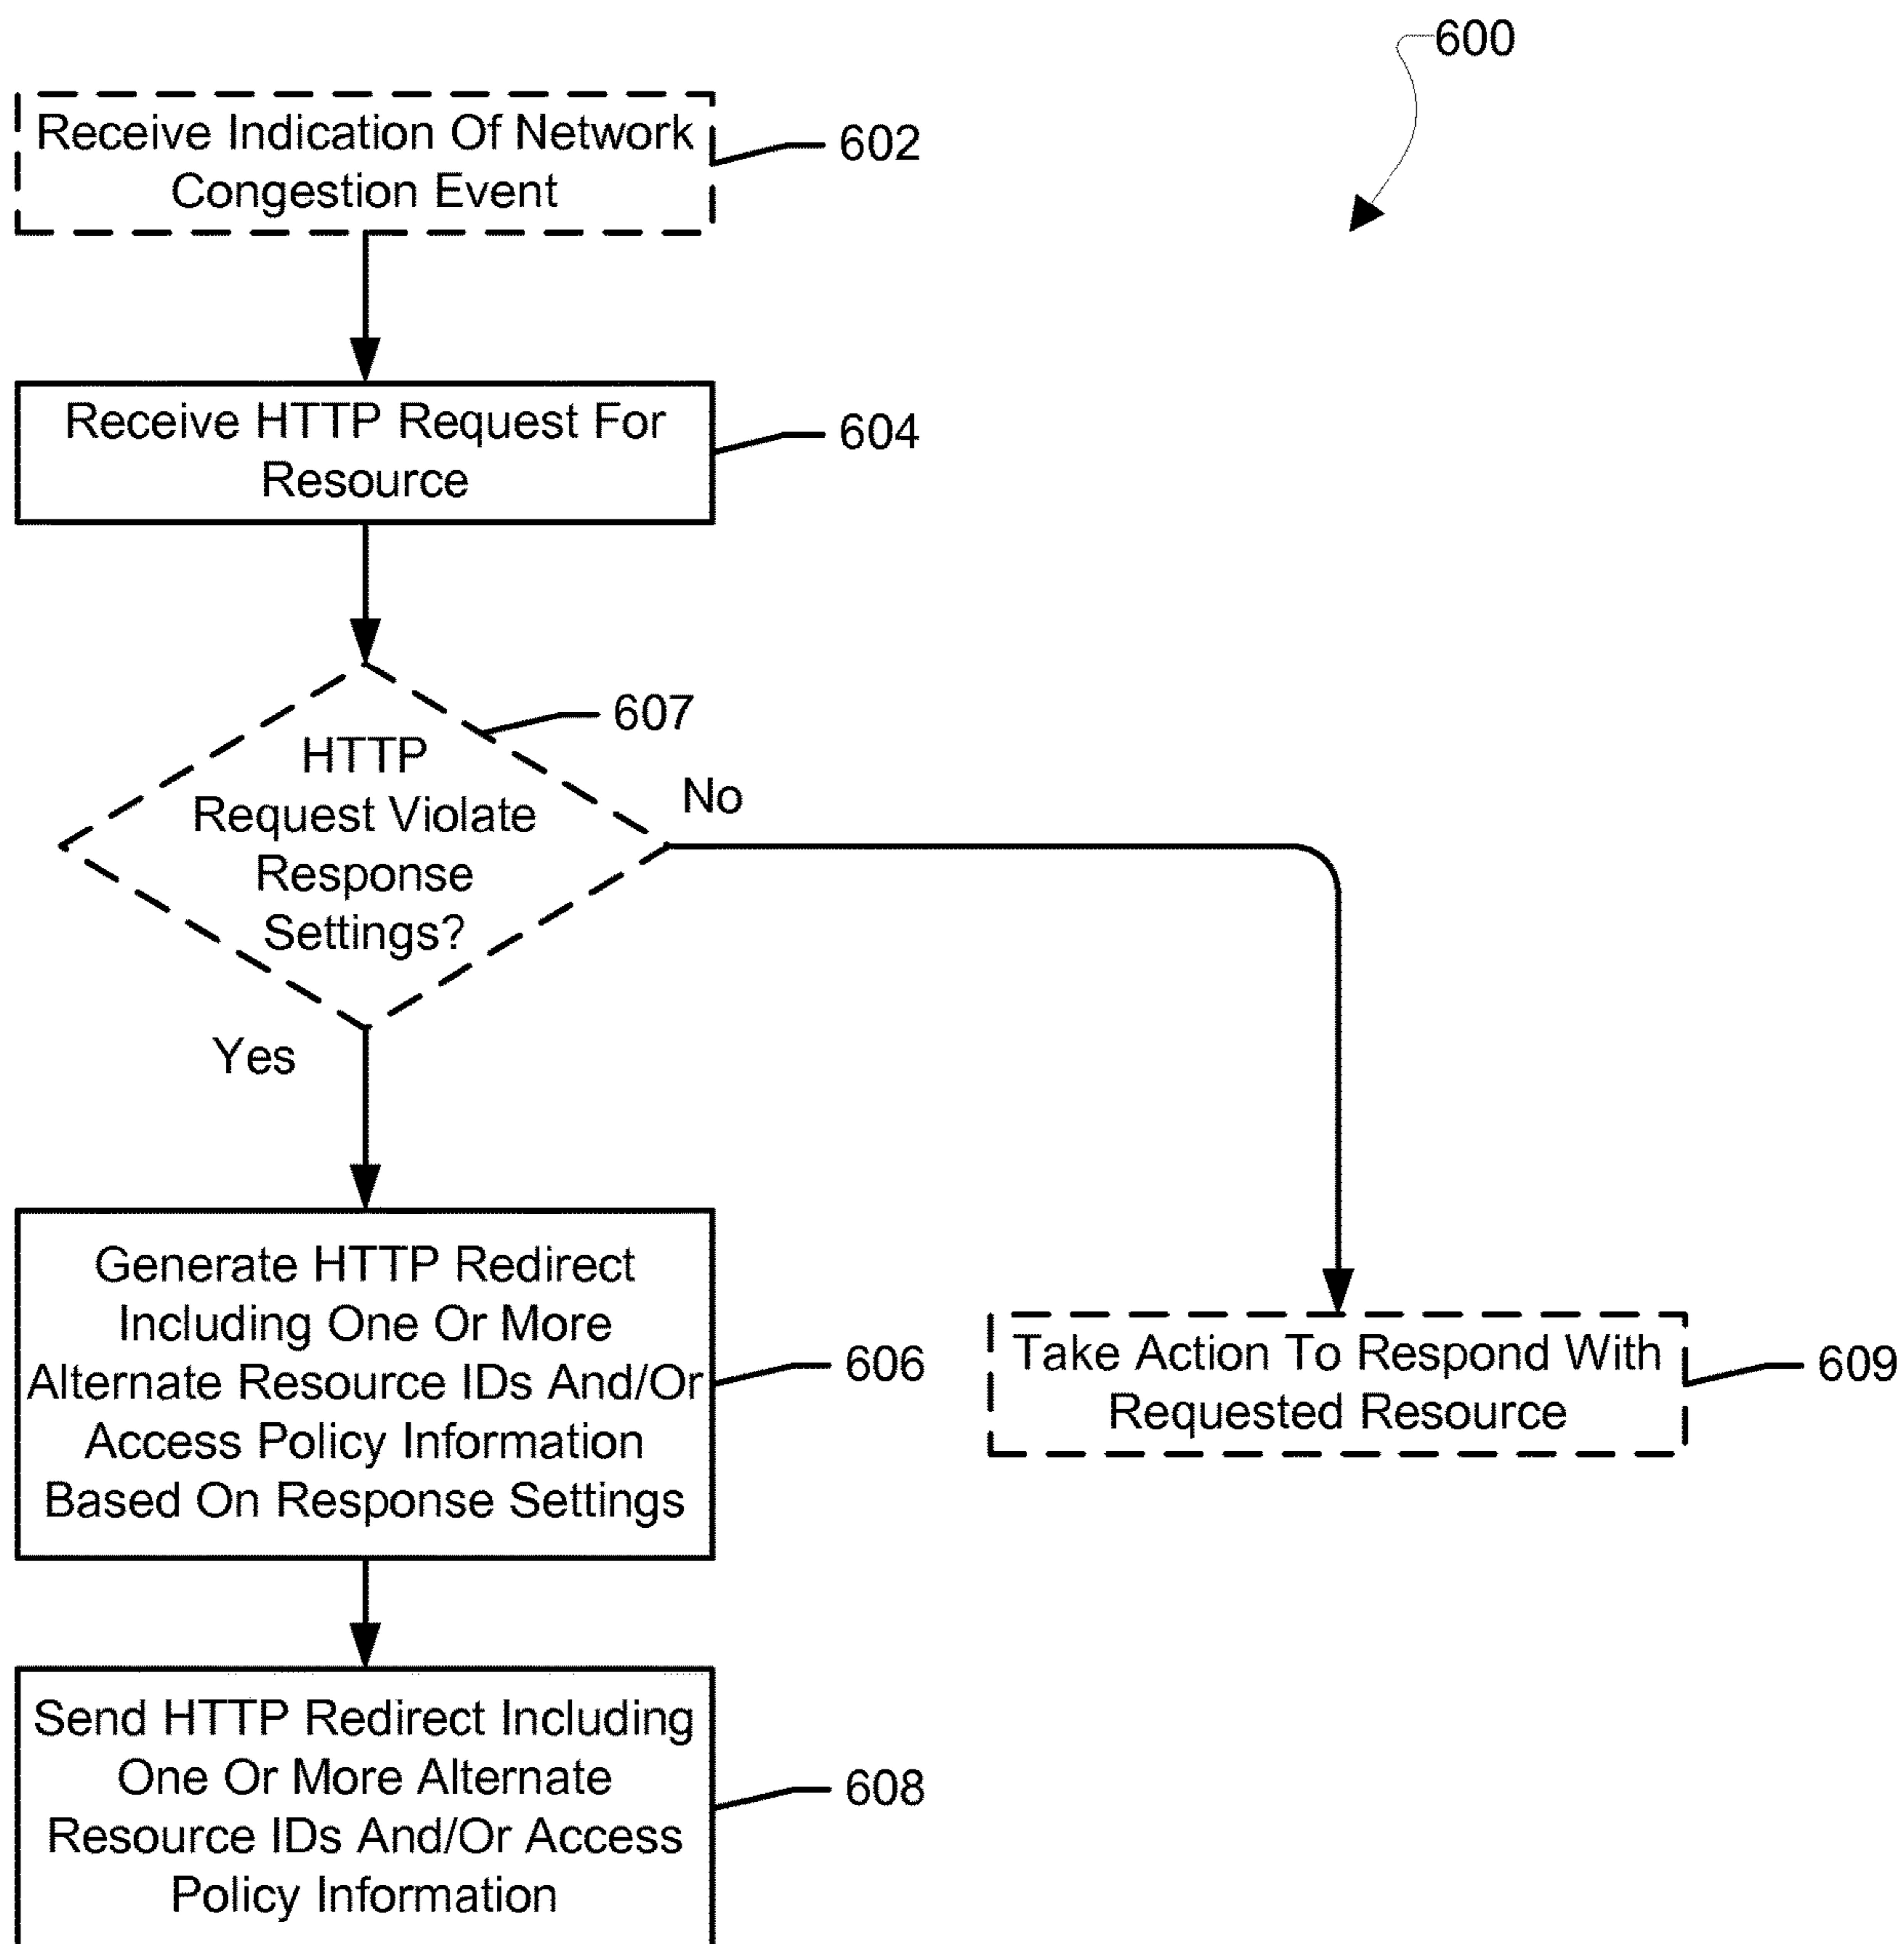 600
Receive Indication Of Network
Congestion Event
602
Receive HTTP Request For
Resource
604
607
HTTP
Request Violate
Response
Settings?
No
Yes
Generate HTTP Redirect
Including One Or More
Alternate Resource IDs And/Or
Access Policy Information
Based On Response Settings
606
Take Action To Respond With
Requested Resource
609
Send HTTP Redirect Including
One Or More Alternate
Resource IDs And/Or Access
Policy Information
608